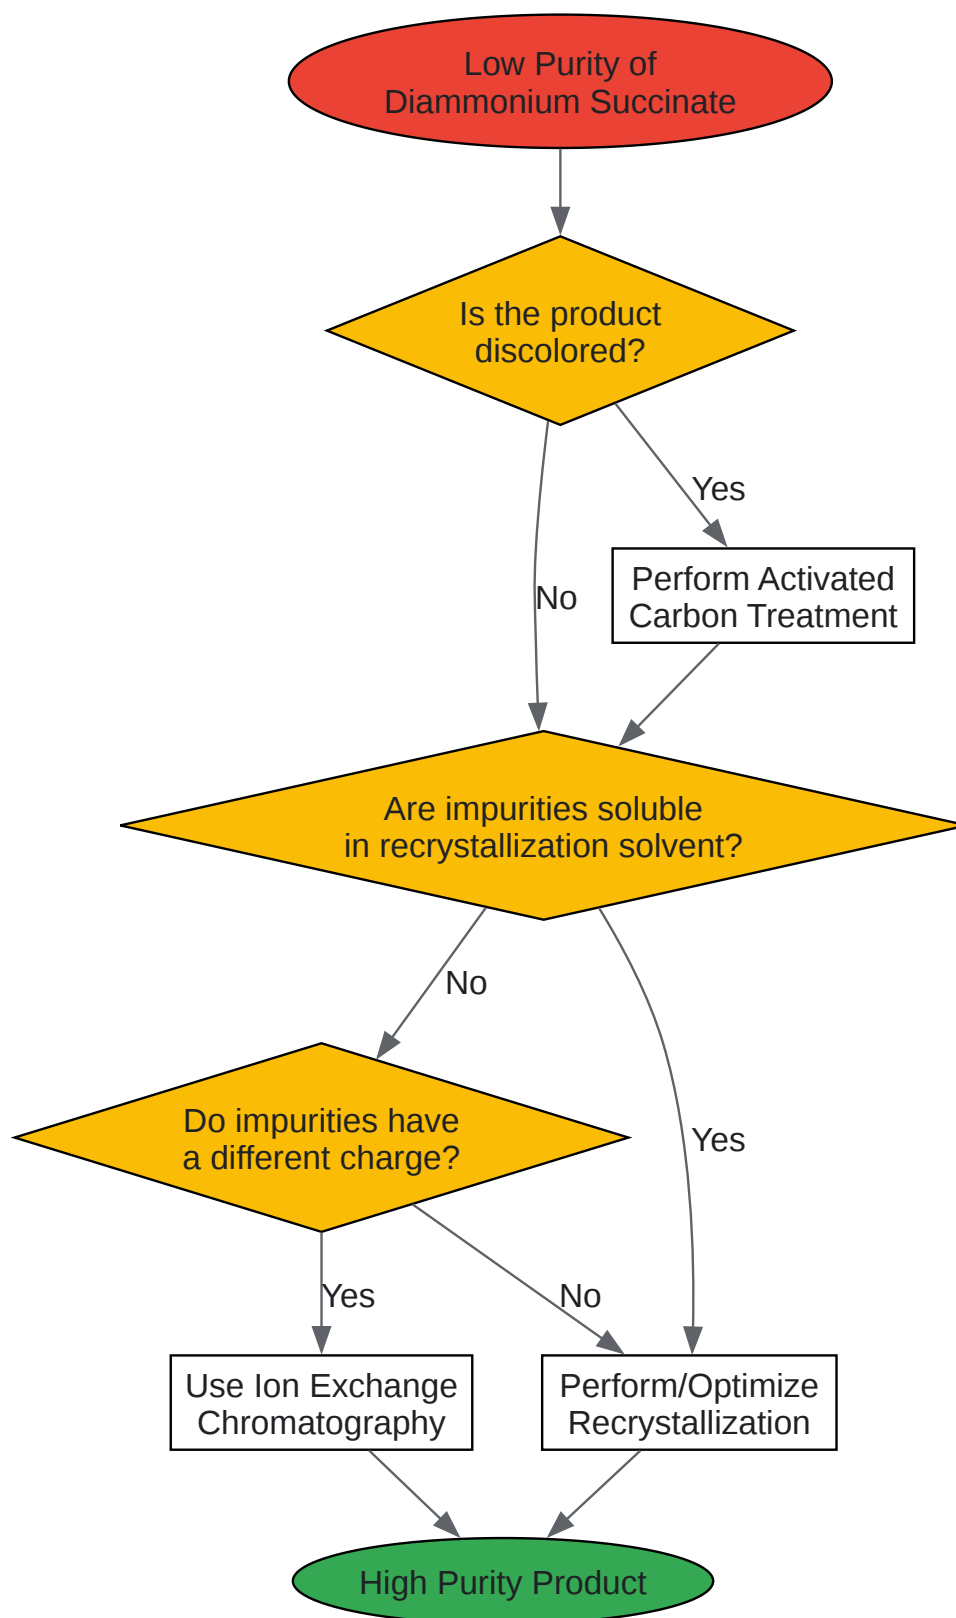 Low Purity of
Diammonium Succinate
Is the product
discolored?
Yes
Perform Activated
Carbon Treatment
No
Are impurities soluble
in recrystallization solvent?
No
Do impurities have
a different charge?
Yes
Yes
No
Use Ion Exchange
Chromatography
Perform/Optimize
Recrystallization
High Purity Product